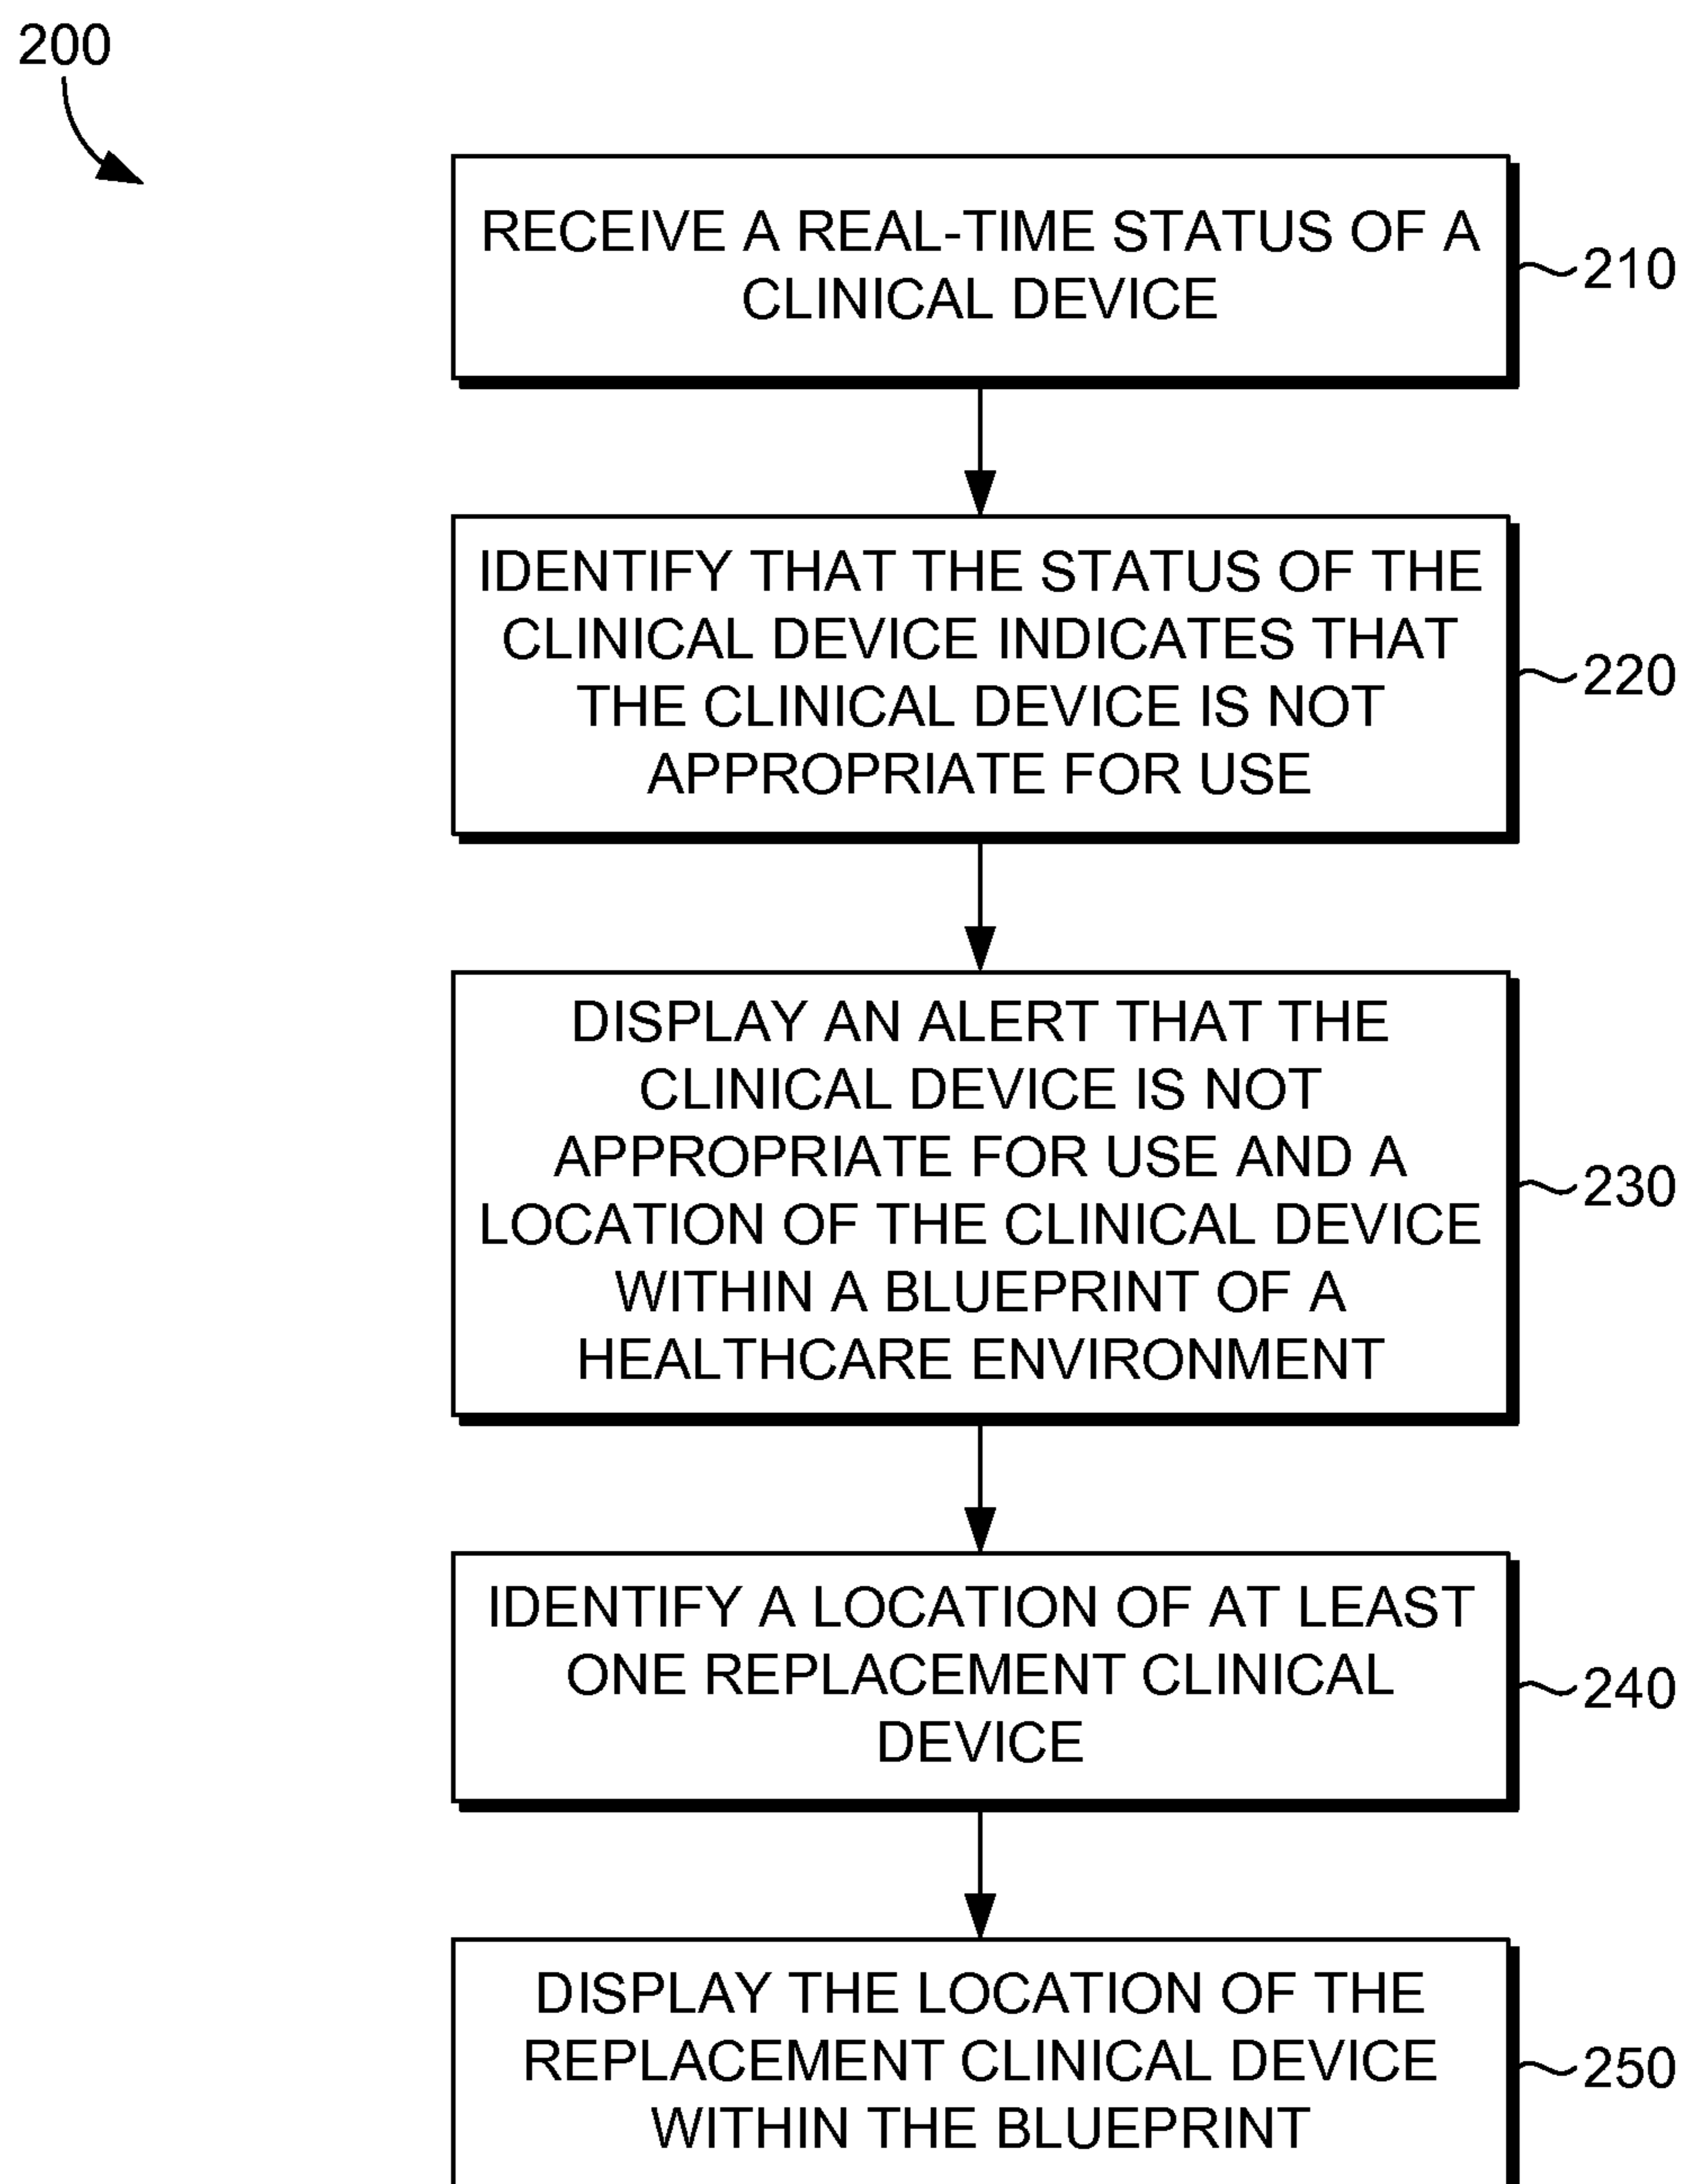 200
RECEIVE A REAL-TIME STATUS OF A
CLINICAL DEVICE
210
IDENTIFY THAT THE STATUS OF THE
CLINICAL DEVICE INDICATES THAT
THE CLINICAL DEVICE IS NOT
APPROPRIATE FOR USE
220
DISPLAY AN ALERT THAT THE
CLINICAL DEVICE IS NOT
APPROPRIATE FOR USE AND A
LOCATION OF THE CLINICAL DEVICE
WITHIN A BLUEPRINT OF A
HEALTHCARE ENVIRONMENT
230
IDENTIFY A LOCATION OF AT LEAST
ONE REPLACEMENT CLINICAL
DEVICE
240
DISPLAY THE LOCATION OF THE
REPLACEMENT CLINICAL DEVICE
WITHIN THE BLUEPRINT
250